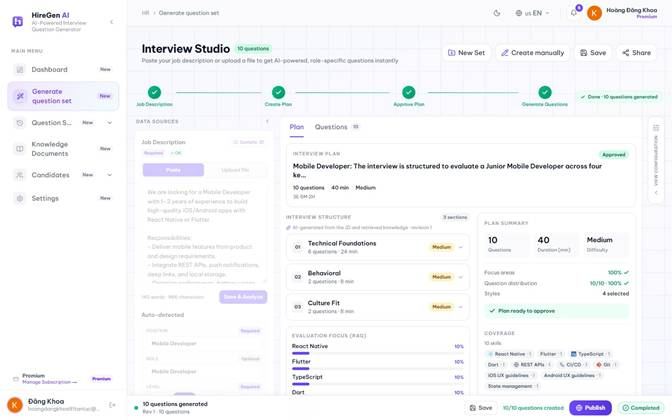 HireGen AI
AI-Powered Interview
Question Generator
MAIN MENU
Dashboard New
Generate
question set New
Question S... New
Knowledge
Documents New
Candidates New
Settings New
Premium
Manage Subscription → Premium
Đăng Khoa
HR › Generate question set
US EN
8
K
Hoàng Đăng Khoa
Premium
Interview Studio 10 questions
Paste your job description or upload a file to get AI-powered, role-specific questions instantly
New Set
Create manually
Save
Share
Job Description
Create Plan
Approve Plan
Generate Questions
Done · 10 questions generated
DATA SOURCES
Job Description
Required
Paste
Upload File
We are looking for a Mobile Developer
with 1–2 years of experience to build
high-quality iOS/Android apps with
React Native or Flutter.
Responsibilities:
- Deliver mobile features from product
and design requirements.
- Integrate REST APIs, push notifications,
deep links, and local storage.
Save & Analyze
Auto-detected
POSITION Required
Mobile Developer
ROLE Optional
Mobile Developer
LEVEL Required
Plan
Questions 10
INTERVIEW PLAN Approved
Mobile Developer: The interview is structured to evaluate a Junior Mobile Developer across four
ke...
10 questions 40 min Medium
3E 5M 2H
INTERVIEW STRUCTURE 3 sections
AI-generated from the JD and retrieved knowledge · revision 1
01 Technical Foundations Medium
6 questions · 24 min
02 Behavioral Medium
2 questions · 8 min
03 Culture Fit Medium
2 questions · 8 min
EVALUATION FOCUS (RAG)
React Native 10%
Flutter 10%
TypeScript 10%
Dart 10%
PLAN SUMMARY
10
Questions
40
Duration (min)
Medium
Difficulty
Focus areas 100% ✓
Question distribution 10/10 · 100% ✓
Styles 4 selected
✓ Plan ready to approve
COVERAGE
10 skills
React Native · 1
Flutter · 1
TypeScript · 1
Dart · 1
REST APIs · 1
CI/CD · 1
Git · 1
iOS UX guidelines · 1
Android UX guidelines · 1
State management · 1
VIEW CONFIGURATION
10 questions generated
Rev 1 · 10 questions
Save
10/10 questions created
Publish
Completed